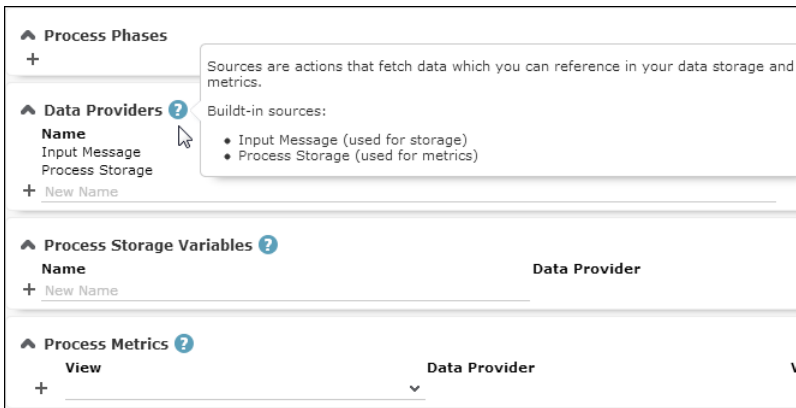 Process Phases
+
Sources are actions that fetch data which you can reference in your data storage and
metrics.
Buildt-in sources:
• Input Message (used for storage)
• Process Storage (used for metrics)
Data Providers ?
Name
Input Message
Process Storage
+ New Name
Process Storage Variables ?
Name Data Provider
+ New Name
Process Metrics ?
View Data Provider
+